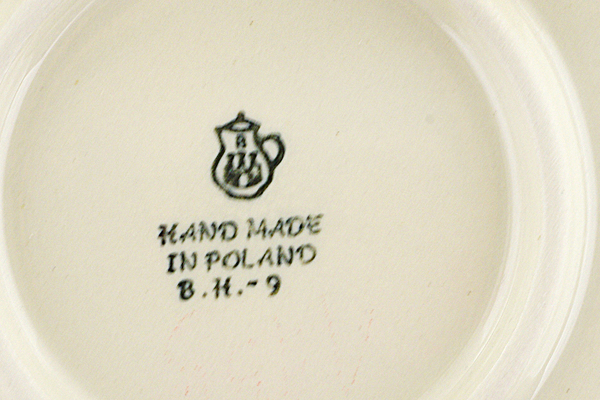 B
HAND MADE
IN POLAND
B.H.-9